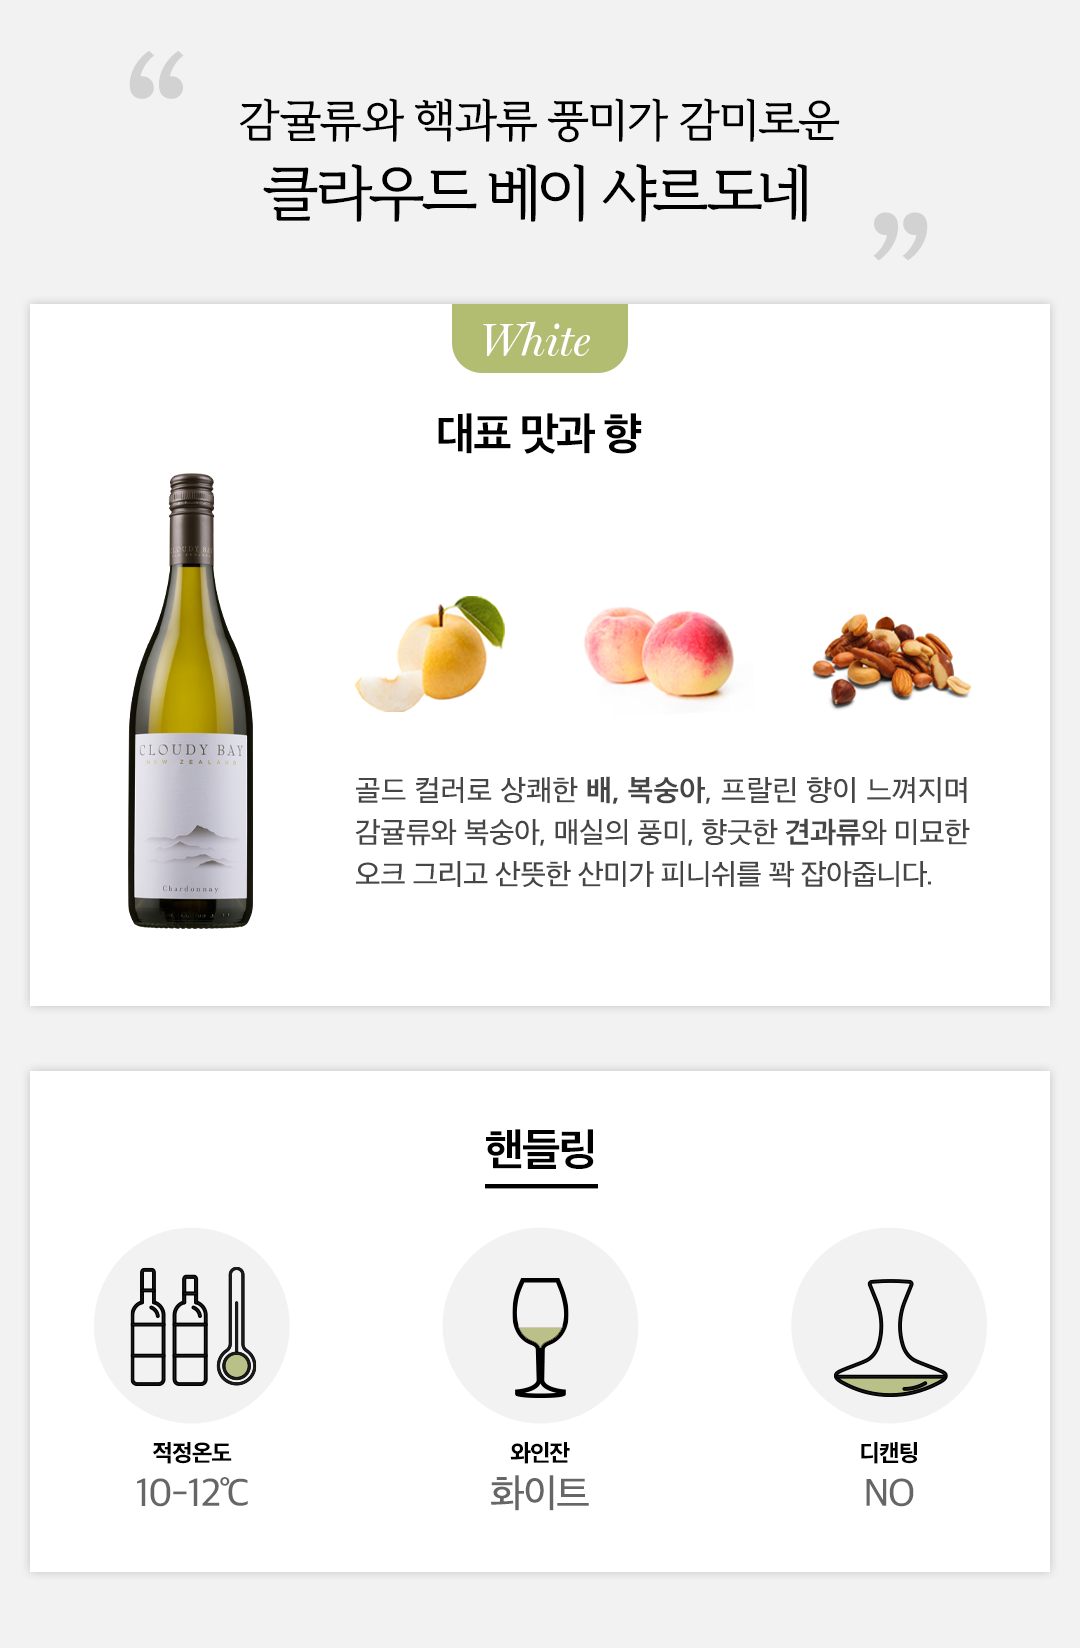 “
감귤류와 핵과류 풍미가 감미로운
클라우드 베이 샤르도네
”
White
대표 맛과 향
CLOUDY BAY
NEW ZEALAND
CLOUDY BAY
NEW ZEALAND
Chardonnay
골드 컬러로 상쾌한 배, 복숭아, 프랄린 향이 느껴지며
감귤류와 복숭아, 매실의 풍미, 향긋한 견과류와 미묘한
오크 그리고 산뜻한 산미가 피니쉬를 꽉 잡아줍니다.
핸들링
적정온도
10-12℃
와인잔
화이트
디캔팅
NO